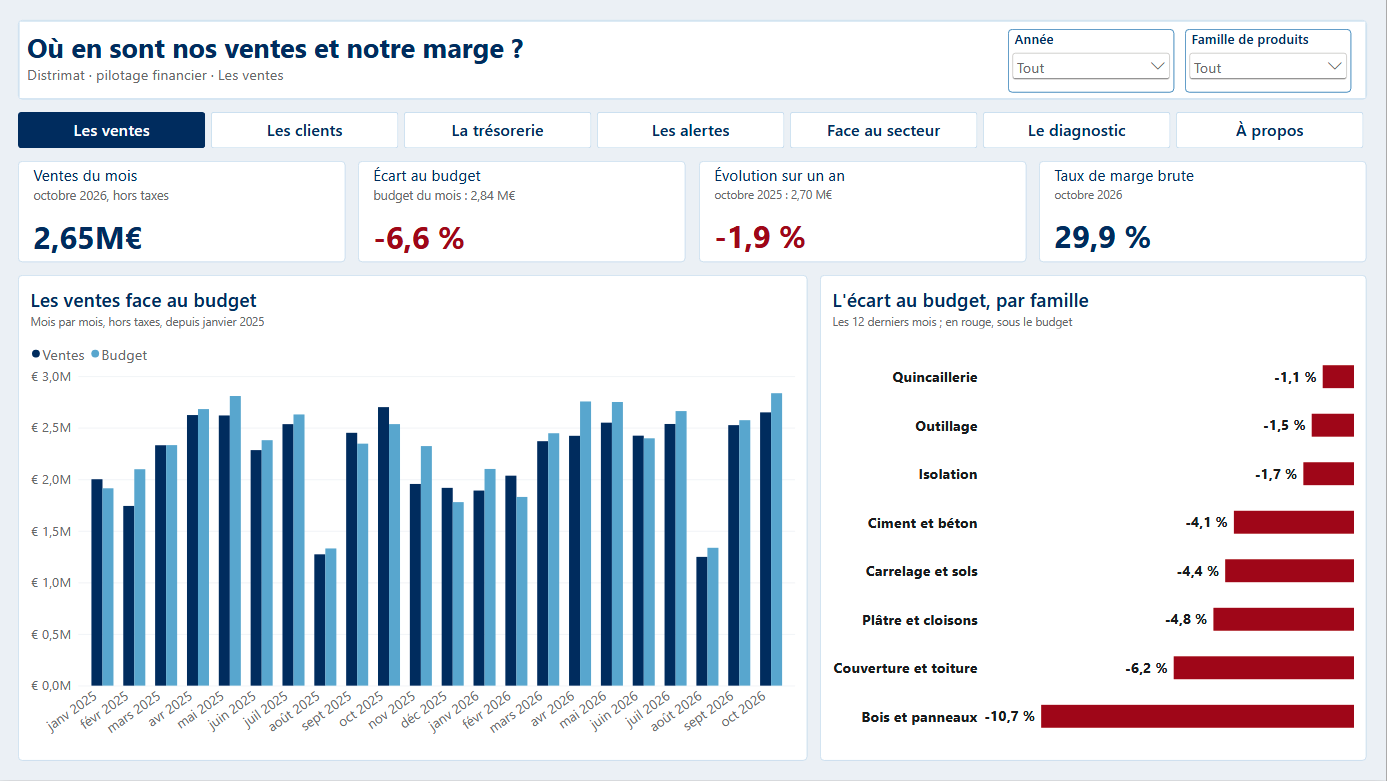 Où en sont nos ventes et notre marge ?
Distrimat · pilotage financier · Les ventes
Année
Tout
Famille de produits
Tout
Les ventes
Les clients
La trésorerie
Les alertes
Face au secteur
Le diagnostic
À propos
Ventes du mois
octobre 2026, hors taxes
2,65M€
Écart au budget
budget du mois : 2,84 M€
-6,6 %
Évolution sur un an
octobre 2025 : 2,70 M€
-1,9 %
Taux de marge brute
octobre 2026
29,9 %
Les ventes face au budget
Mois par mois, hors taxes, depuis janvier 2025
Ventes Budget
€ 3,0M
€ 2,5M
€ 2,0M
€ 1,5M
€ 1,0M
€ 0,5M
€ 0,0M
janv 2025
févr 2025
mars 2025
avr 2025
mai 2025
juin 2025
juil 2025
août 2025
sept 2025
oct 2025
nov 2025
déc 2025
janv 2026
févr 2026
mars 2026
avr 2026
mai 2026
juin 2026
juil 2026
août 2026
sept 2026
oct 2026
L'écart au budget, par famille
Les 12 derniers mois ; en rouge, sous le budget
Quincaillerie -1,1 %
Outillage -1,5 %
Isolation -1,7 %
Ciment et béton -4,1 %
Carrelage et sols -4,4 %
Plâtre et cloisons -4,8 %
Couverture et toiture -6,2 %
Bois et panneaux -10,7 %